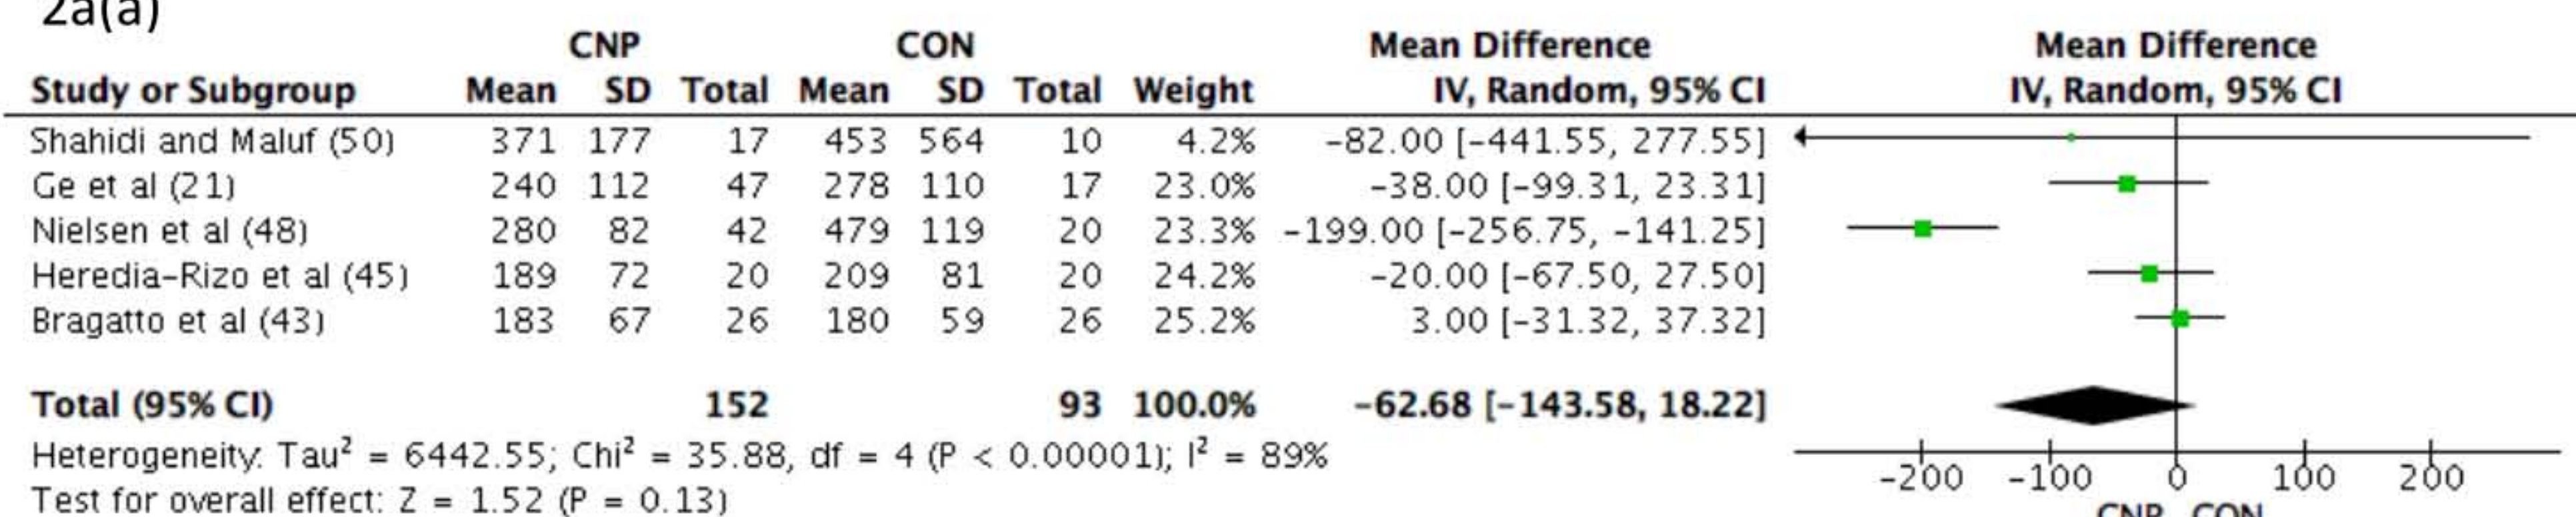 2a(a)
CNP CON Mean Difference Mean Difference
Study or Subgroup Mean SD Total Mean SD Total Weight IV, Random, 95% CI IV, Random, 95% CI
Shahidi and Maluf (50) 371 177 17 453 564 10 4.2% -82.00 [-441.55, 277.55]
Ge et al (21) 240 112 47 278 110 17 23.0% -38.00 [-99.31, 23.31]
Nielsen et al (48) 280 82 42 479 119 20 23.3% -199.00 [-256.75, -141.25]
Heredia-Rizo et al (45) 189 72 20 209 81 20 24.2% -20.00 [-67.50, 27.50]
Bragatto et al (43) 183 67 26 180 59 26 25.2% 3.00 [-31.32, 37.32]
Total (95% CI) 152 93 100.0% -62.68 [-143.58, 18.22]
Heterogeneity: Tau² = 6442.55; Chi² = 35.88, df = 4 (P < 0.00001); I² = 89%
-200 -100 0 100 200
Test for overall effect: Z = 1.52 (P = 0.13)
CNP CON